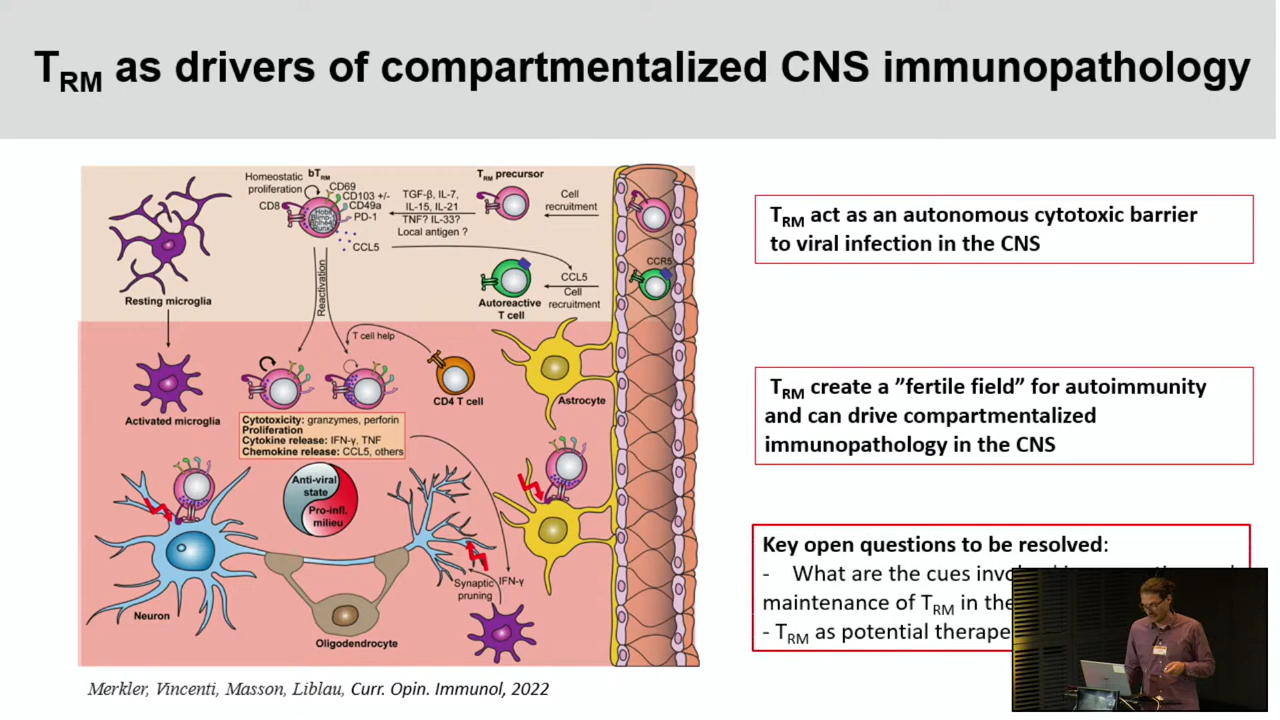 TRM as drivers of compartmentalized CNS immunopathology
Homeostatic
proliferation
bTRM
CD69
CD103 +/-
CD49a
PD-1
CD8
CCL5
TGF-β, IL-7,
IL-15, IL-21
TNF? IL-33?
Local antigen ?
TRM precursor
Cell
recruitment
CCR5
CCL5
Cell
recruitment
Autoreactive
T cell
Resting microglia
Reactivation
T cell help
CD4 T cell
Astrocyte
Activated microglia
Cytotoxicity: granzymes, perforin
Proliferation
Cytokine release: IFN-γ, TNF
Chemokine release: CCL5, others
Anti-viral
state
Pro-infl.
milieu
Synaptic
pruning
IFN-γ
Neuron
Oligodendrocyte
Merkler, Vincenti, Masson, Liblau, Curr. Opin. Immunol, 2022
TRM act as an autonomous cytotoxic barrier
to viral infection in the CNS
TRM create a ”fertile field” for autoimmunity
and can drive compartmentalized
immunopathology in the CNS
Key open questions to be resolved:
- What are the cues
maintenance of TRM in the
- TRM as potential